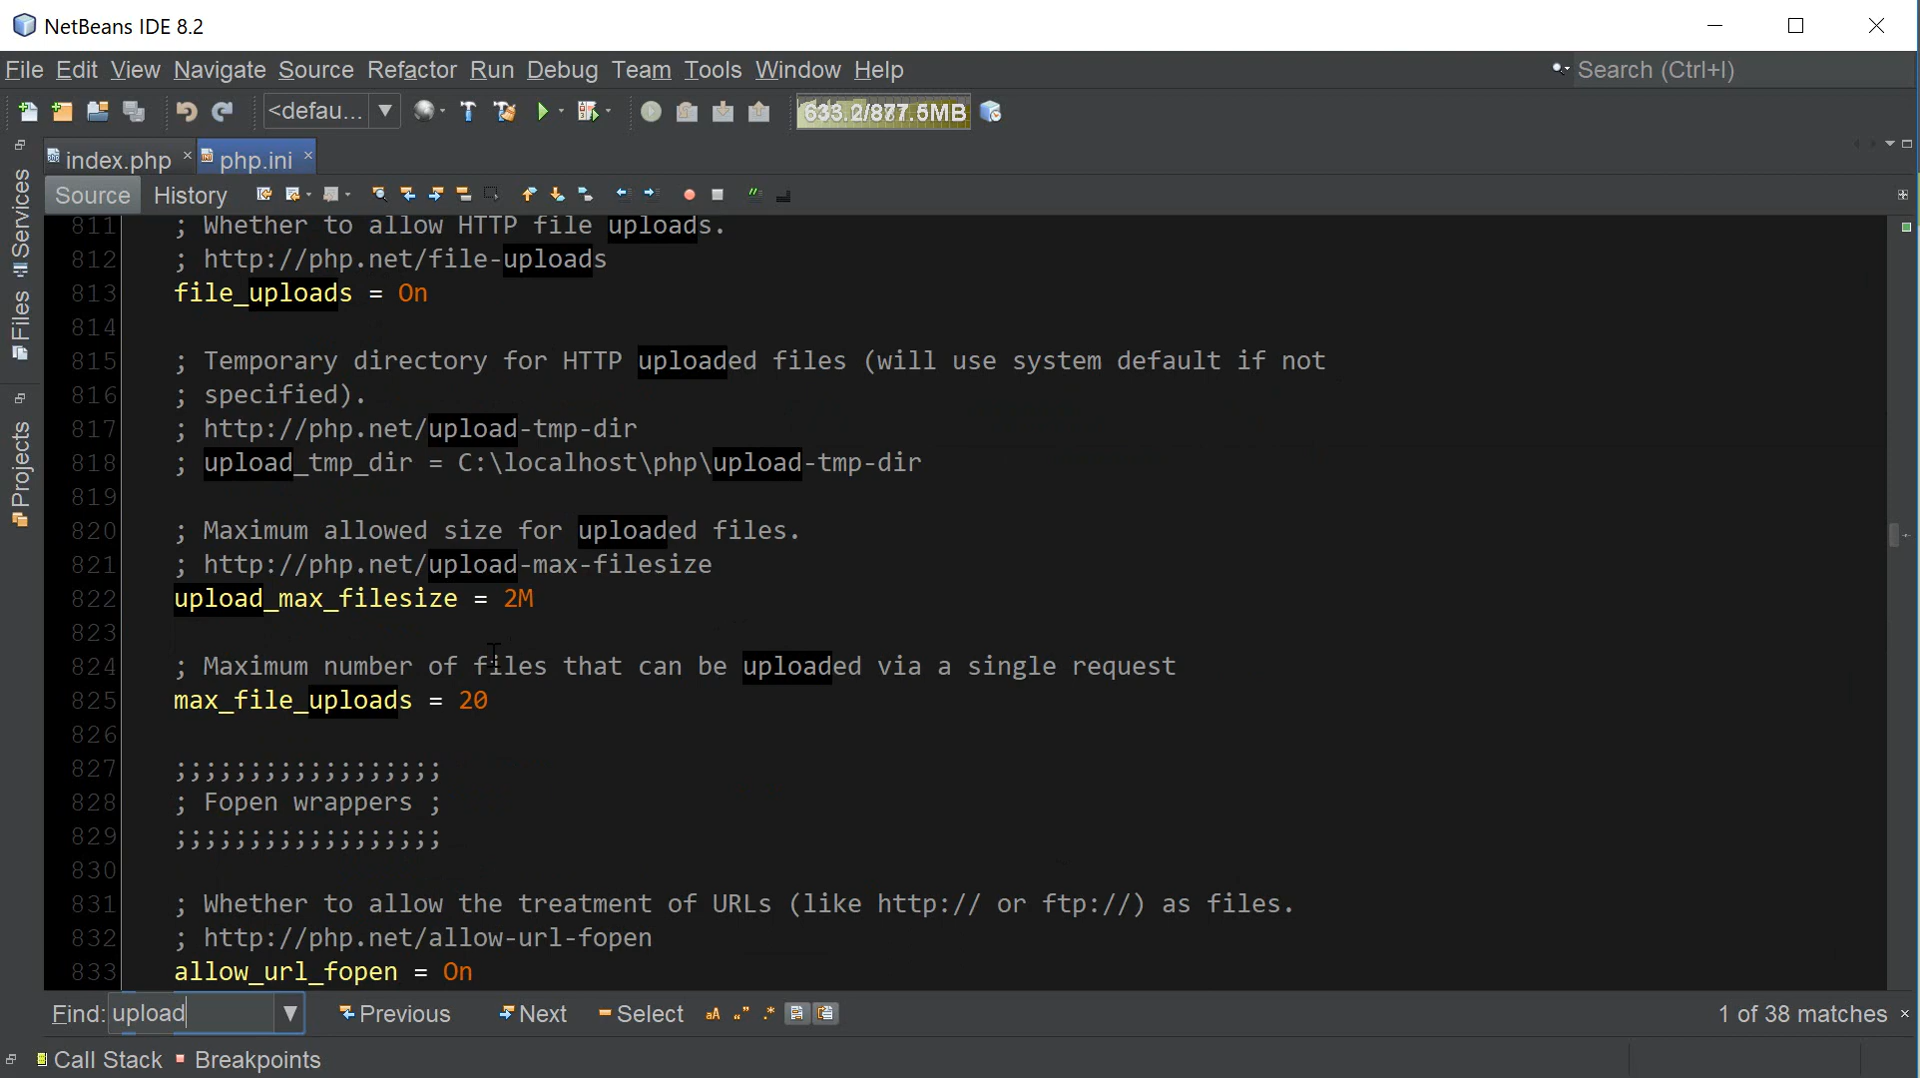 NetBeans IDE 8.2
File Edit View Navigate Source Refactor Run Debug Team Tools Window Help
Search (Ctrl+I)
<defau...
633.2/877.5MB
index.php
php.ini
Source History
Services
Files
Projects
811 ; Whether to allow HTTP file uploads.
812 ; http://php.net/file-uploads
813 file_uploads = On
814
815 ; Temporary directory for HTTP uploaded files (will use system default if not
816 ; specified).
817 ; http://php.net/upload-tmp-dir
818 ; upload_tmp_dir = C:\localhost\php\upload-tmp-dir
819
820 ; Maximum allowed size for uploaded files.
821 ; http://php.net/upload-max-filesize
822 upload_max_filesize = 2M
823
824 ; Maximum number of files that can be uploaded via a single request
825 max_file_uploads = 20
826
827 ;;;;;;;;;;;;;;;;;;
828 ; Fopen wrappers ;
829 ;;;;;;;;;;;;;;;;;;
830
831 ; Whether to allow the treatment of URLs (like http:// or ftp://) as files.
832 ; http://php.net/allow-url-fopen
833 allow_url_fopen = On
Find: upload Previous Next Select aA 1 of 38 matches
Call Stack Breakpoints